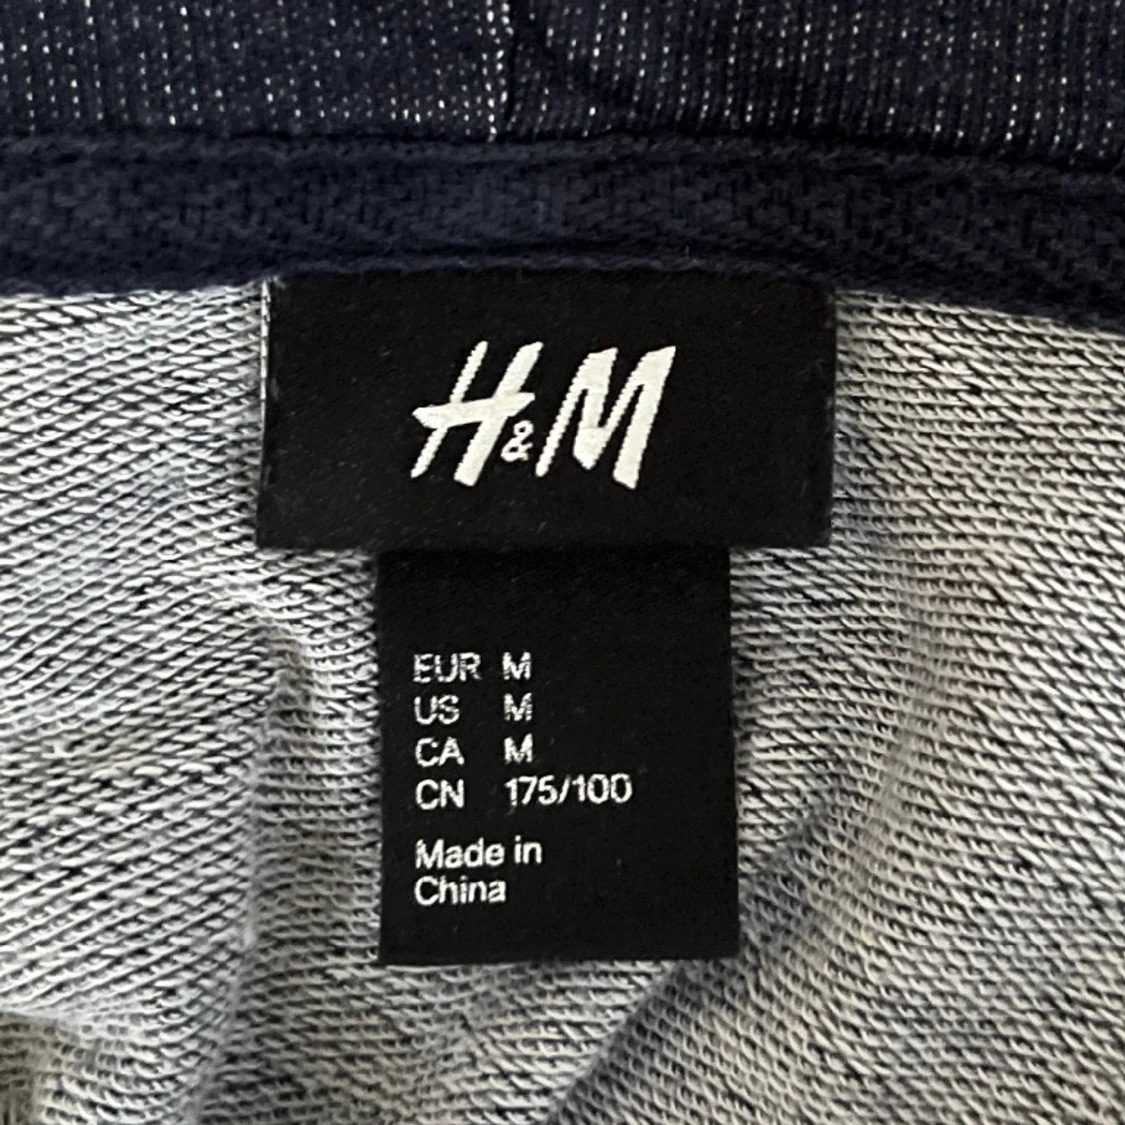 H&M
EUR M
US M
CA M
CN 175/100
Made in
China